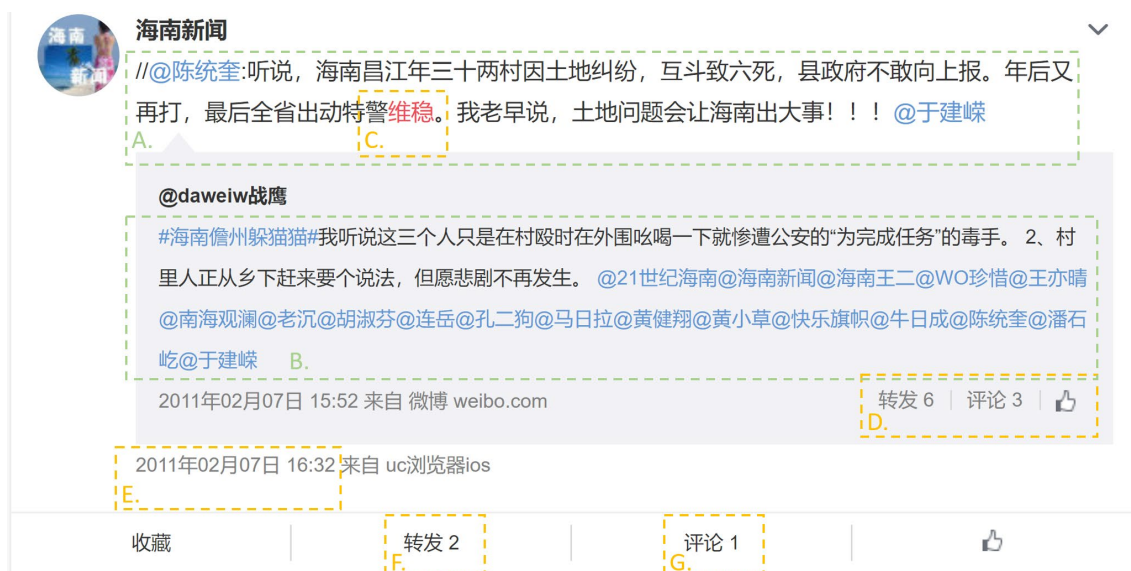 海南新闻
海南
新闻
//@陈统奎:听说，海南昌江年三十两村因土地纠纷，互斗致六死，县政府不敢向上报。年后又
再打，最后全省出动特警维稳。我老早说，土地问题会让海南出大事！！！ @于建嵘
A.
C.
@daweiw战鹰
#海南儋州躲猫猫#我听说这三个人只是在村殴时在外围吆喝一下就惨遭公安的“为完成任务”的毒手。 2、村
里人正从乡下赶来要个说法，但愿悲剧不再发生。 @21世纪海南@海南新闻@海南王二@WO珍惜@王亦晴
@南海观澜@老沉@胡淑芬@连岳@孔二狗@马日拉@黄健翔@黄小草@快乐旗帜@牛日成@陈统奎@潘石
屹@于建嵘 B.
2011年02月07日 15:52 来自 微博 weibo.com 转发 6 评论 3
D.
2011年02月07日 16:32 来自 uc浏览器ios
E.
收藏 转发 2 评论 1
F. G.